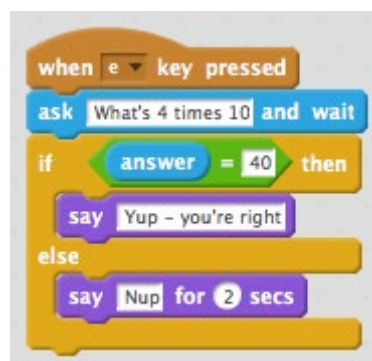 when e key pressed
ask What's 4 times 10 and wait
if answer = 40 then
say Yup – you're right
else
say Nup for 2 secs